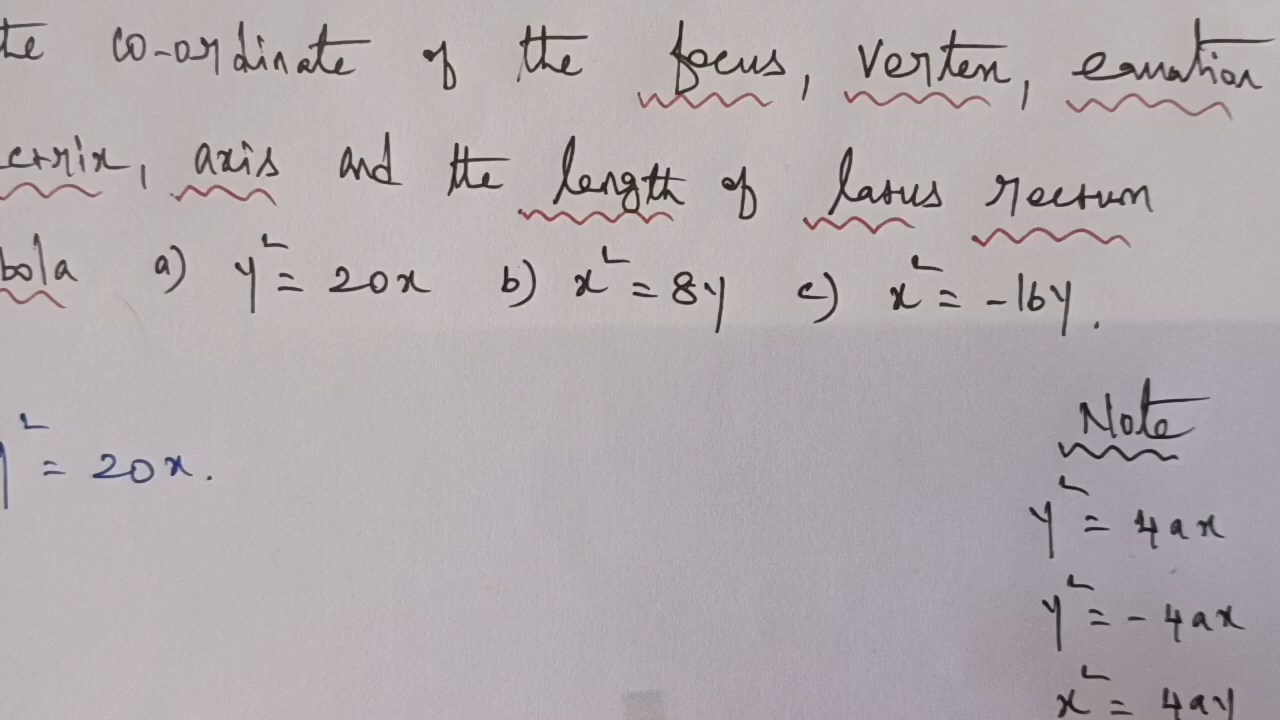 the co-ordinate of the focus, vertex, equation
ectrix, axis and the length of latus rectum
bola a) y² = 20x b) x² = 8y c) x² = -16y.
Note
y² = 20x.
y² = 4ax
y² = -4ax
x² = 4ay